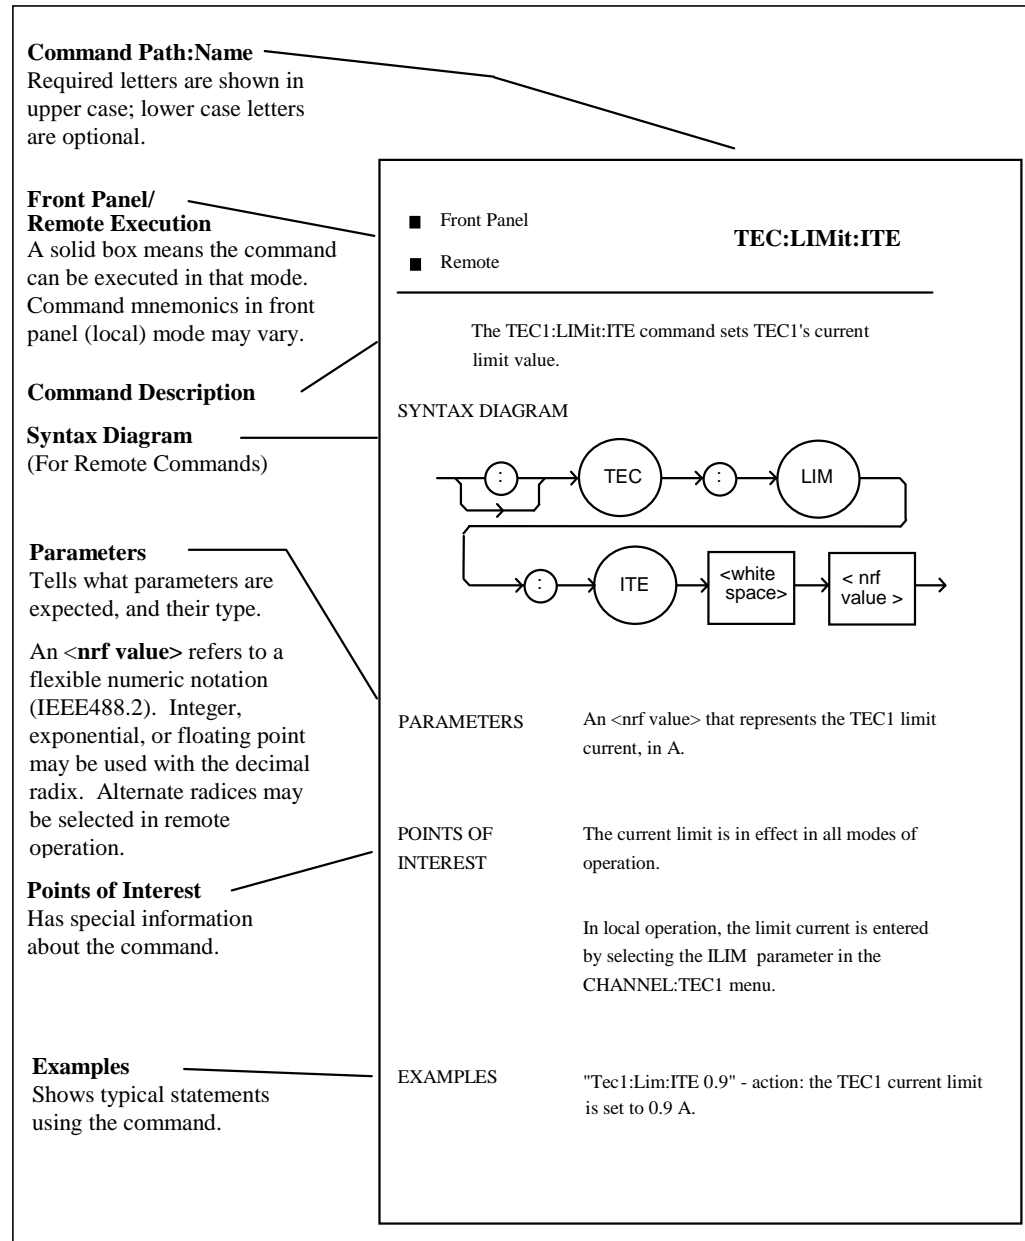 Command Path:Name
Required letters are shown in
upper case; lower case letters
are optional.
Front Panel/
Remote Execution
A solid box means the command
can be executed in that mode.
Command mnemonics in front
panel (local) mode may vary.
Command Description
Syntax Diagram
(For Remote Commands)
Parameters
Tells what parameters are
expected, and their type.
An <nrf value> refers to a
flexible numeric notation
(IEEE488.2). Integer,
exponential, or floating point
may be used with the decimal
radix. Alternate radices may
be selected in remote
operation.
Points of Interest
Has special information
about the command.
Examples
Shows typical statements
using the command.
Front Panel
Remote
TEC:LIMit:ITE
The TEC1:LIMit:ITE command sets TEC1's current
limit value.
SYNTAX DIAGRAM
: TEC : LIM
: ITE <white space> < nrf value >
PARAMETERS
An <nrf value> that represents the TEC1 limit
current, in A.
POINTS OF
INTEREST
The current limit is in effect in all modes of
operation.
In local operation, the limit current is entered
by selecting the ILIM parameter in the
CHANNEL:TEC1 menu.
EXAMPLES
"Tec1:Lim:ITE 0.9" - action: the TEC1 current limit
is set to 0.9 A.